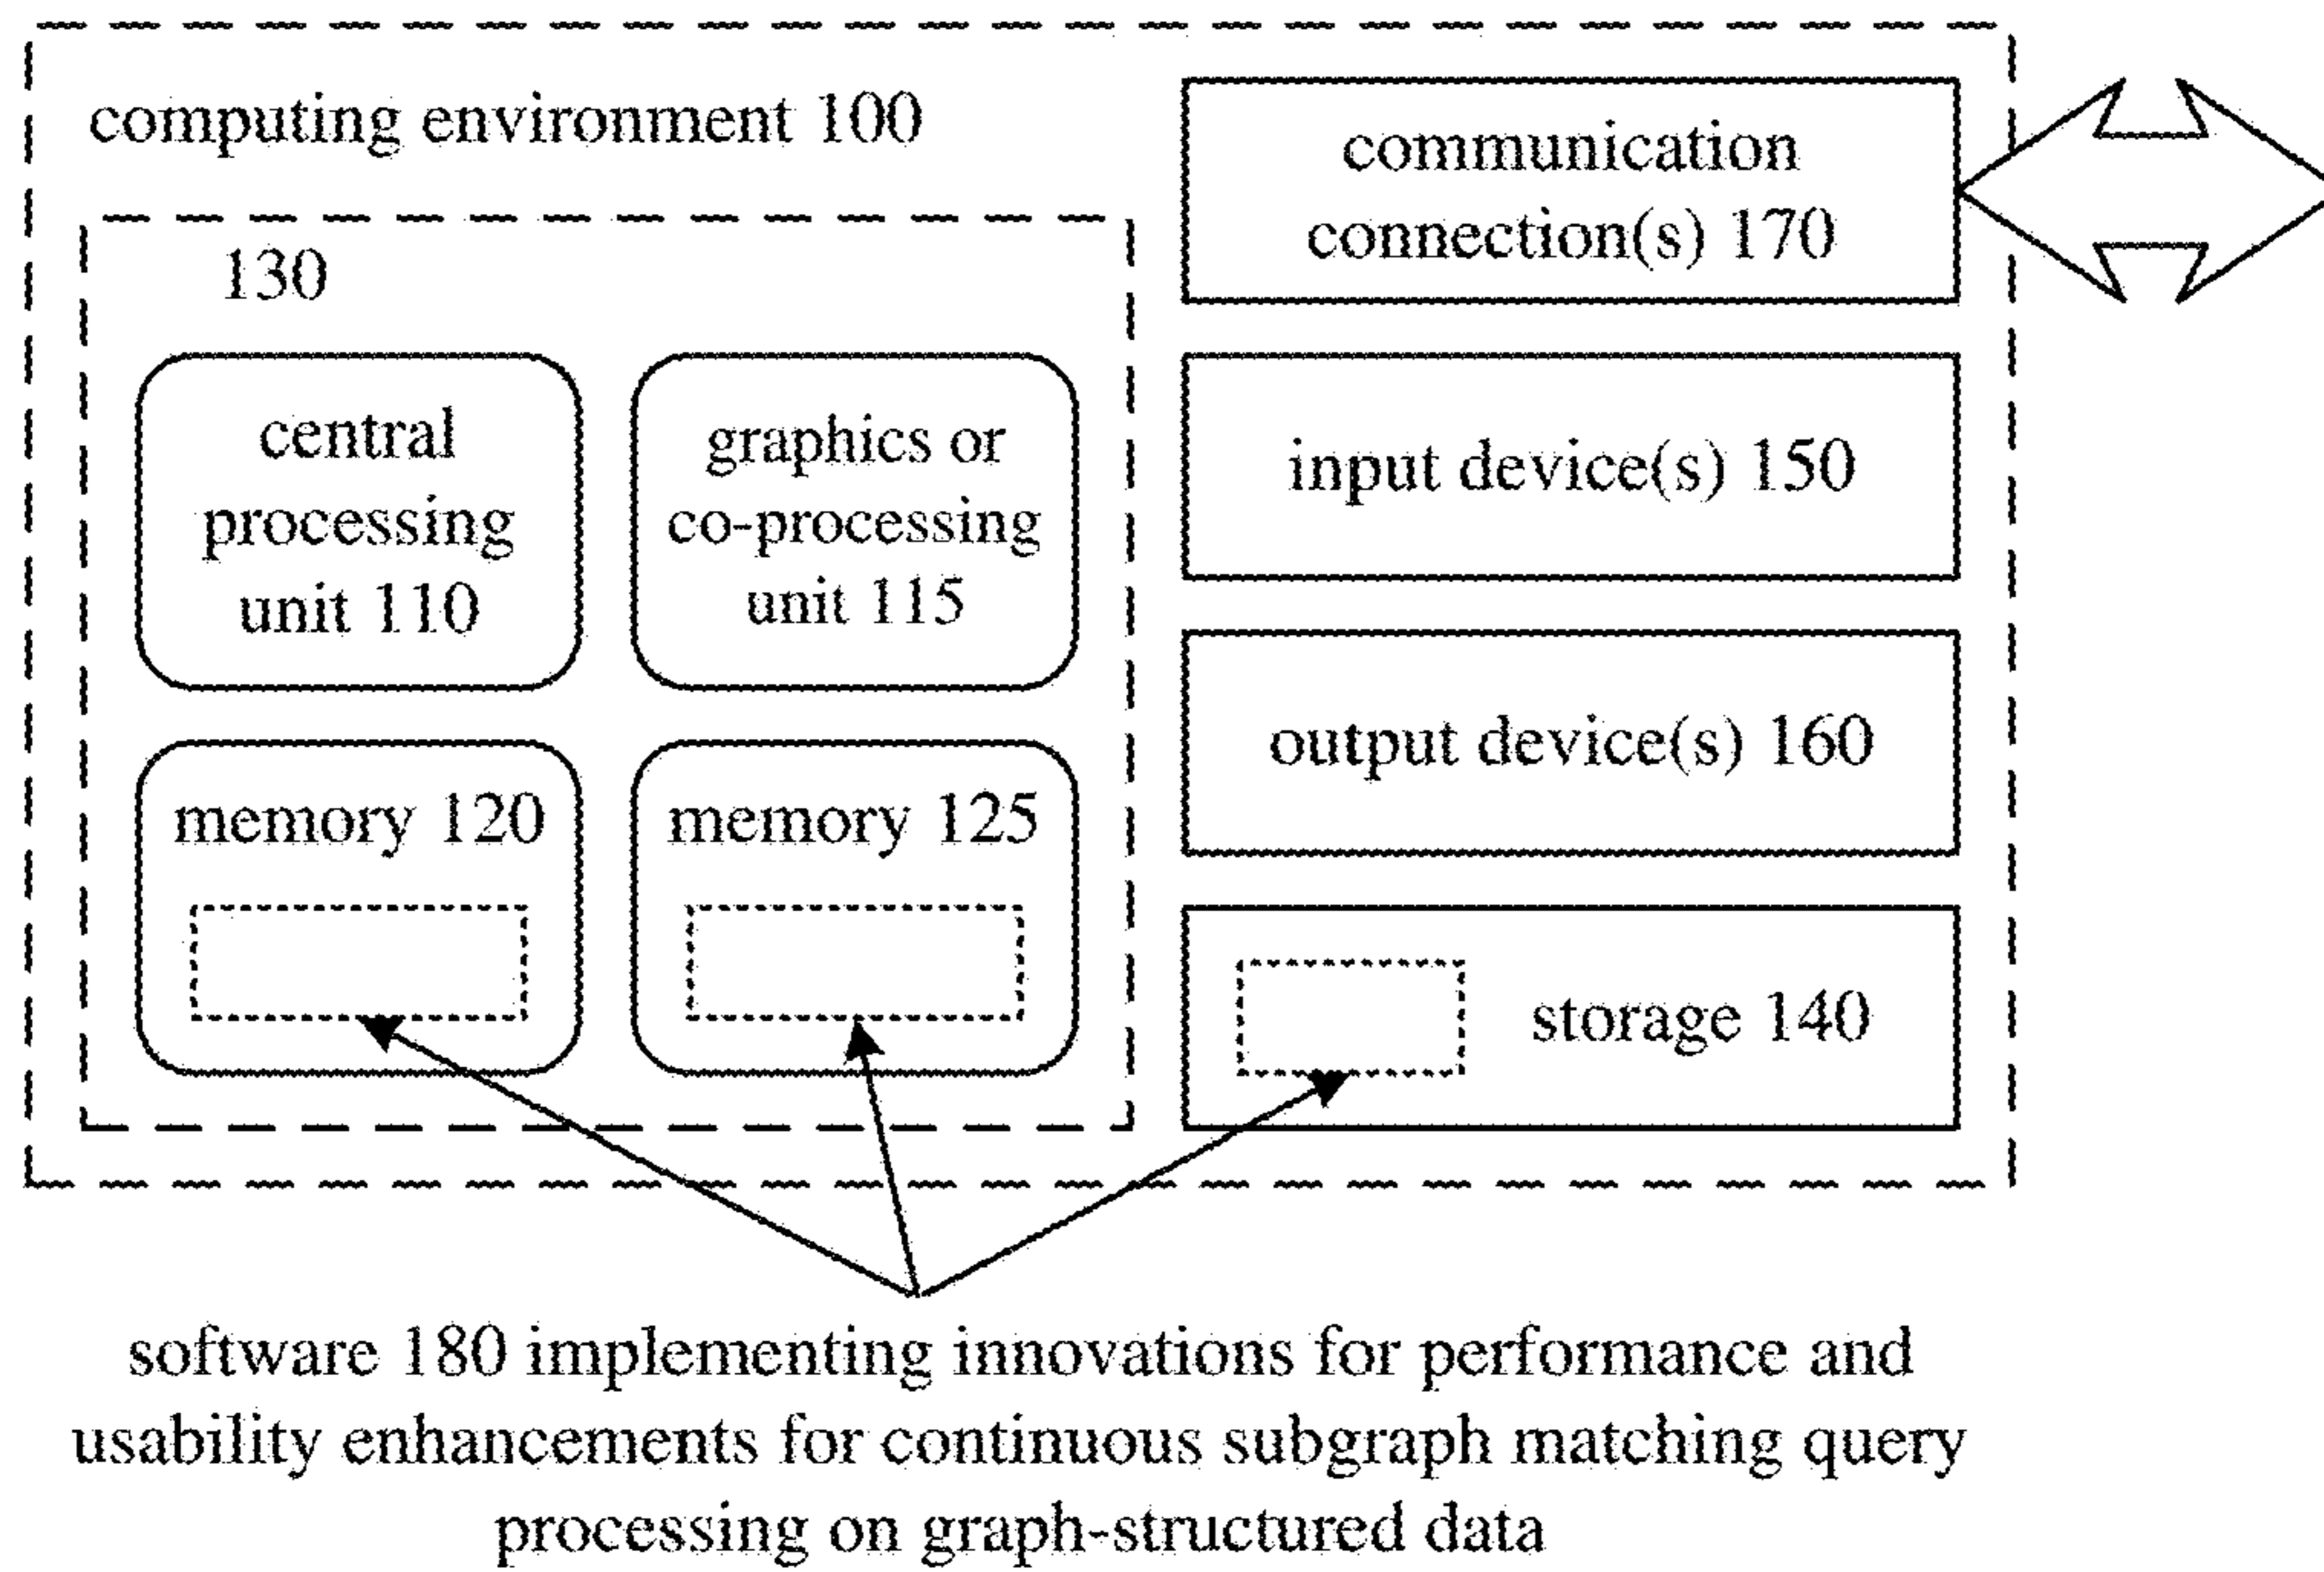 computing environment 100
130
central
processing
unit 110
graphics or
co-processing
unit 115
memory 120
memory 125
communication
connection(s) 170
input device(s) 150
output device(s) 160
storage 140
software 180 implementing innovations for performance and
usability enhancements for continuous subgraph matching query
processing on graph-structured data